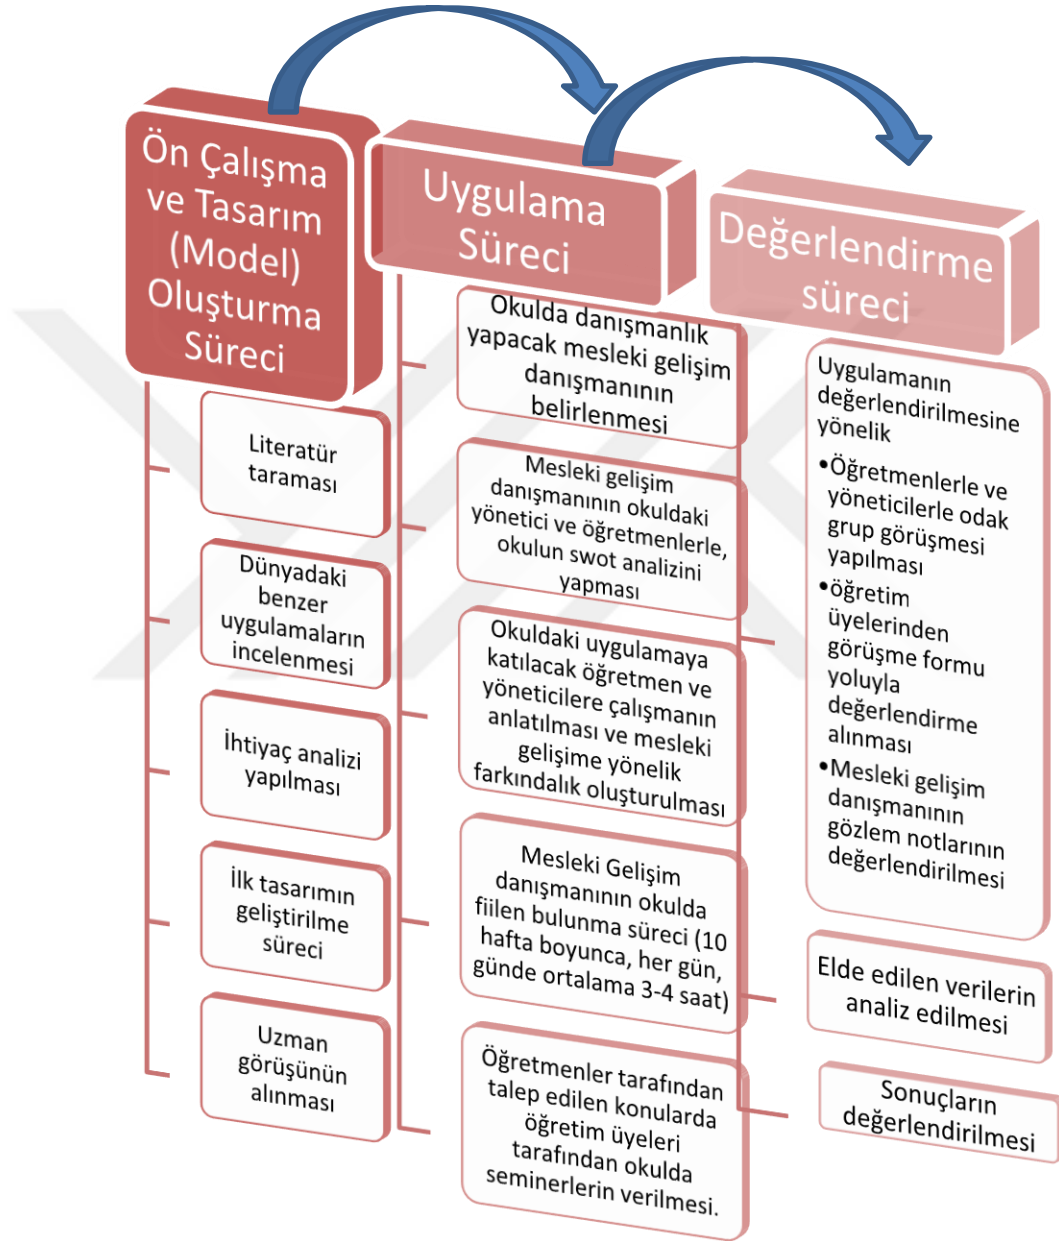 Ön Çalışma
ve Tasarım
(Model)
Oluşturma
Süreci
Literatür
taraması
Dünyadaki
benzer
uygulamaların
incelenmesi
İhtiyaç analizi
yapılması
İlk tasarımın
geliştirilme
süreci
Uzman
görüşünün
alınması
Uygulama
Süreci
Okulda danışmanlık
yapacak mesleki gelişim
danışmanının
belirlenmesi
Mesleki gelişim
danışmanının okuldaki
yönetici ve öğretmenlerle,
okulun swot analizini
yapması
Okuldaki uygulamaya
katılacak öğretmen ve
yöneticilere çalışmanın
anlatılması ve mesleki
gelişime yönelik
farkındalık oluşturulması
Mesleki Gelişim
danışmanının okulda
fiilen bulunma süreci (10
hafta boyunca, her gün,
günde ortalama 3-4 saat)
Öğretmenler tarafından
talep edilen konularda
öğretim üyeleri
tarafından okulda
seminerlerin verilmesi.
Değerlendirme
süreci
Uygulamanın
değerlendirilmesine
yönelik
•Öğretmenlerle ve
yöneticilerle odak
grup görüşmesi
yapılması
•öğretim
üyelerinden
görüşme formu
yoluyla
değerlendirme
alınması
•Mesleki gelişim
danışmanının
gözlem notlarının
değerlendirilmesi
Elde edilen verilerin
analiz edilmesi
Sonuçların
değerlendirilmesi